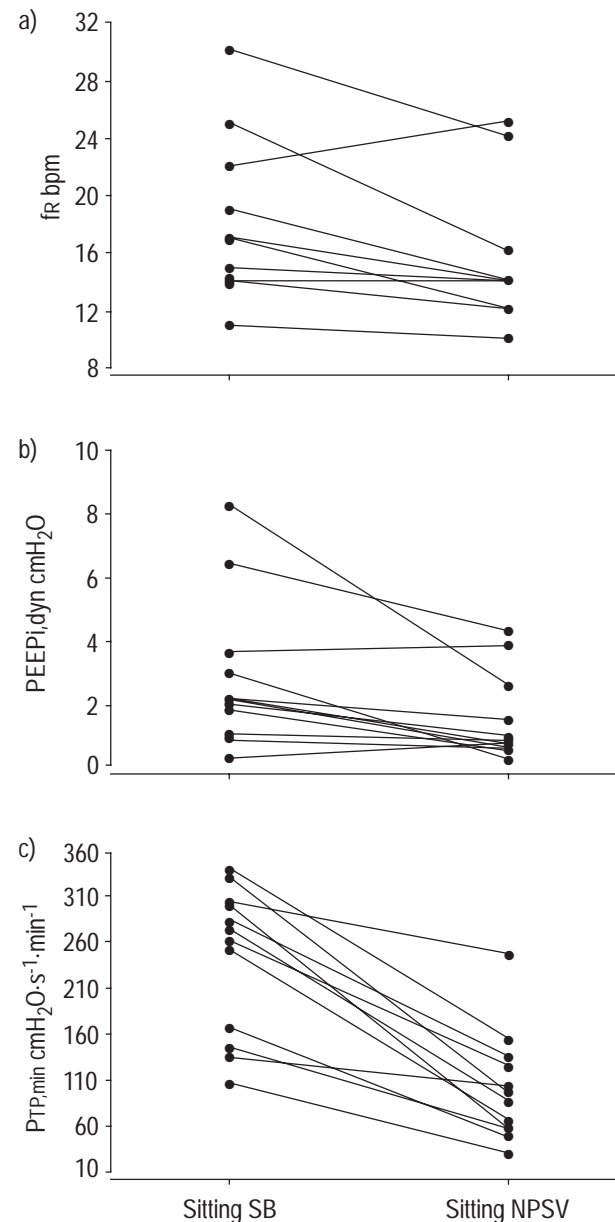 a)
32
28
24
20
16
12
8
fR bpm
b)
10
8
6
4
2
0
PEEPi,dyn cmH₂O
c)
360
310
260
210
160
110
60
10
PTP,min cmH₂O·s⁻¹·min⁻¹
Sitting SB
Sitting NPSV